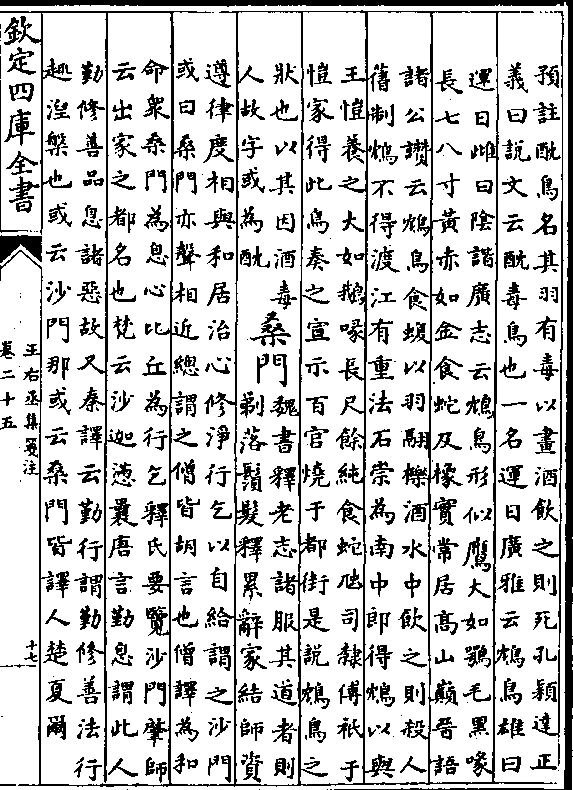 預註酖鳥名其羽有毒以畫酒飲之則死孔穎達正
義曰說文云酖毒鳥也一名運日廣雅云鴆鳥雄曰
運日雌曰陰諧廣志云鴆鳥形似鷹大如鶚毛黑喙
長七八寸黃赤如金食蛇及橡實常居髙山巔晉語
諸公讚云鴆鳥食蝮以羽翮櫟酒水中飲之則殺人
舊制鴆不得渡江有重法石崇為南中郎得鴆以與
王愷養之大如鵝喙長尺餘純食蛇虺司隸傅祗于
愷家得此鳥奏之宣示百官燒于都街是說鴆鳥之
狀也以其因酒毒
人故字或為酖
桑門
魏書釋老志諸服其道者則
剃落鬚髮釋累辭家結師資
遵律度相與和居治心修淨行乞以自給謂之沙門
或曰桑門亦聲相近總謂之僧皆胡言也僧譯為和
命衆桑門為息心比丘為行乞釋氏要覽沙門肇師
云出家之都名也梵云沙迦懣曩唐言勤息謂此人
勤修善品息諸惡故又秦譯云勤行謂勤修善法行
趣涅槃也或云沙門那或云桑門皆譯人楚夏爾
欽定四庫全書
王右丞集箋注
卷二十五
十七